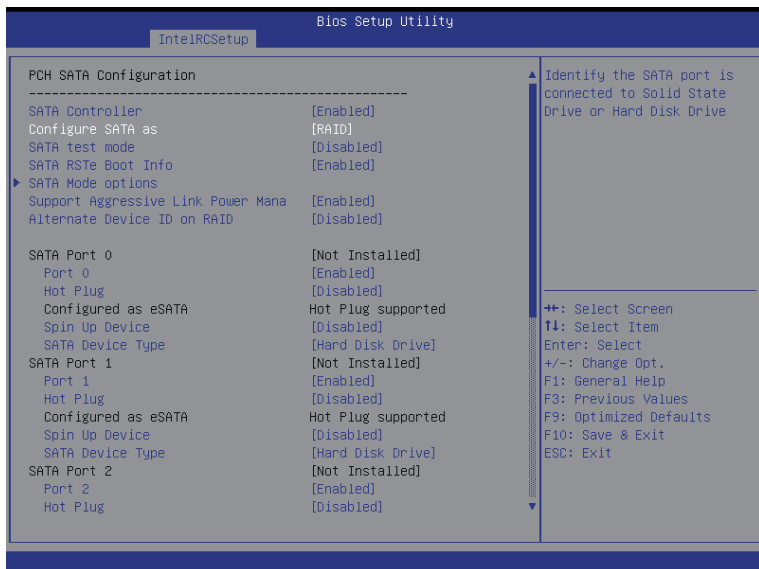 Bios Setup Utility
IntelRCSetup
PCH SATA Configuration
------------------------------------------------
SATA Controller [Enabled]
Configure SATA as [RAID]
SATA test mode [Disabled]
SATA RSTe Boot Info [Enabled]
SATA Mode options
Support Aggressive Link Power Mana [Enabled]
Alternate Device ID on RAID [Disabled]
SATA Port 0 [Not Installed]
Port 0 [Enabled]
Hot Plug [Disabled]
Configured as eSATA Hot Plug supported
Spin Up Device [Disabled]
SATA Device Type [Hard Disk Drive]
SATA Port 1 [Not Installed]
Port 1 [Enabled]
Hot Plug [Disabled]
Configured as eSATA Hot Plug supported
Spin Up Device [Disabled]
SATA Device Type [Hard Disk Drive]
SATA Port 2 [Not Installed]
Port 2 [Enabled]
Hot Plug [Disabled]
Identify the SATA port is
connected to Solid State
Drive or Hard Disk Drive
→←: Select Screen
↑↓: Select Item
Enter: Select
+/-: Change Opt.
F1: General Help
F3: Previous Values
F9: Optimized Defaults
F10: Save & Exit
ESC: Exit